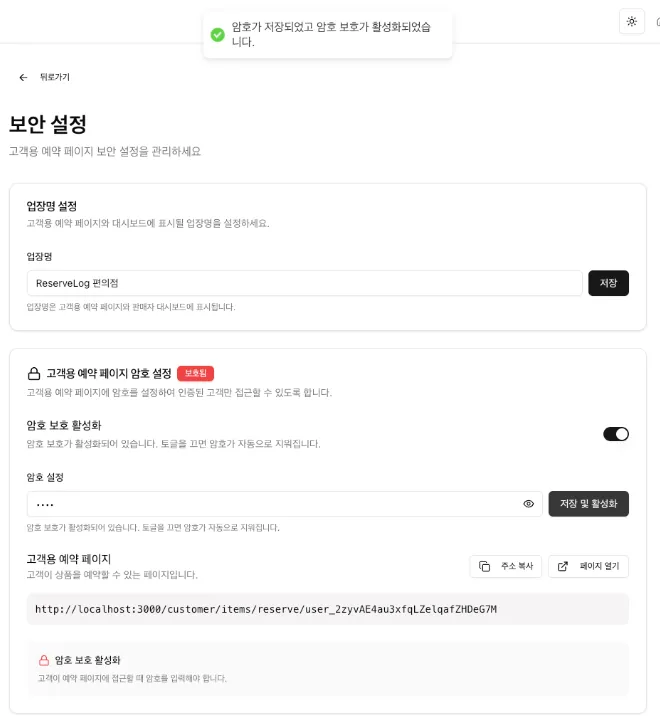 암호가 저장되었고 암호 보호가 활성화되었습
니다.
뒤로가기
보안 설정
고객용 예약 페이지 보안 설정을 관리하세요
업장명 설정
고객용 예약 페이지와 대시보드에 표시될 업장명을 설정하세요.
업장명
ReserveLog 편의점
저장
업장명은 고객용 예약 페이지와 판매자 대시보드에 표시됩니다.
고객용 예약 페이지 암호 설정 보호됨
고객용 예약 페이지에 암호를 설정하여 인증된 고객만 접근할 수 있도록 합니다.
암호 보호 활성화
암호 보호가 활성화되어 있습니다. 토글을 끄면 암호가 자동으로 지워집니다.
암호 설정
••••
저장 및 활성화
암호 보호가 활성화되어 있습니다. 토글을 끄면 암호가 자동으로 지워집니다.
고객용 예약 페이지
고객이 상품을 예약할 수 있는 페이지입니다.
주소 복사
페이지 열기
http://localhost:3000/customer/items/reserve/user_2zyvAE4au3xfqLZelqafZHDeG7M
암호 보호 활성화
고객이 예약 페이지에 접근할 때 암호를 입력해야 합니다.